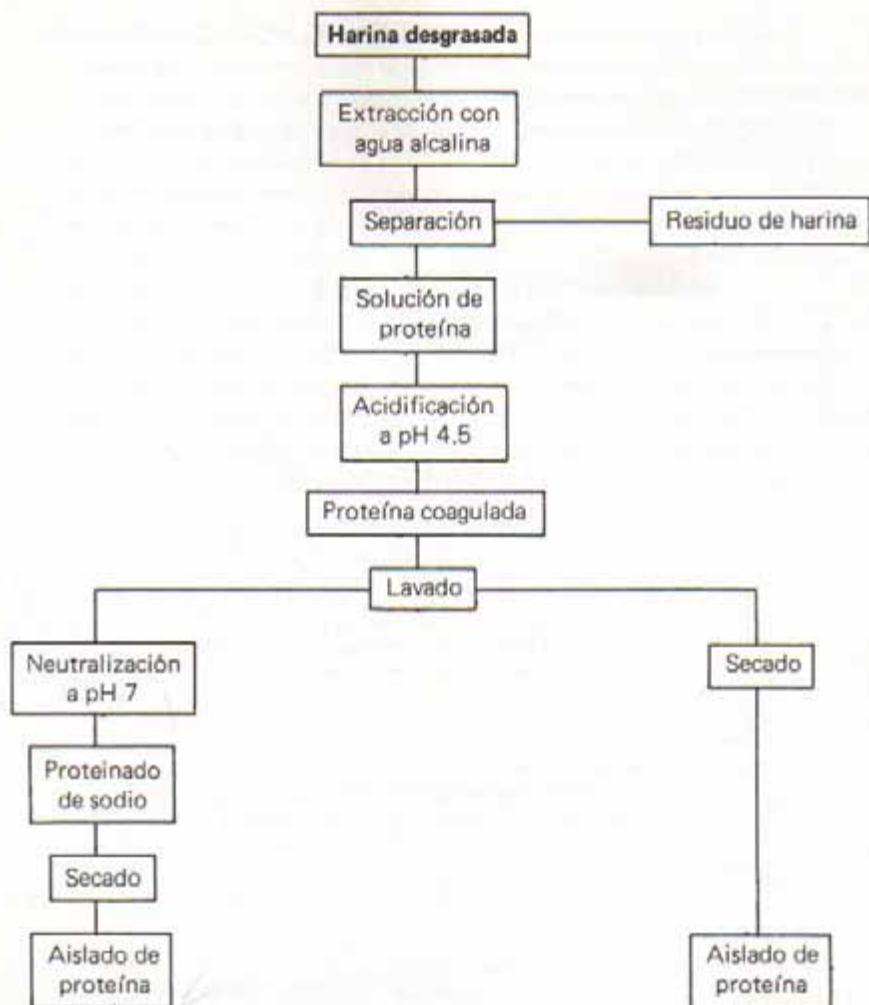 Harina desgrasada
Extracción con
agua alcalina
Separación
Residuo de harina
Solución de
proteína
Acidificación
a pH 4.5
Proteína coagulada
Lavado
Neutralización
a pH 7
Secado
Proteinado
de sodio
Secado
Aislado de
proteína
Aislado de
proteína